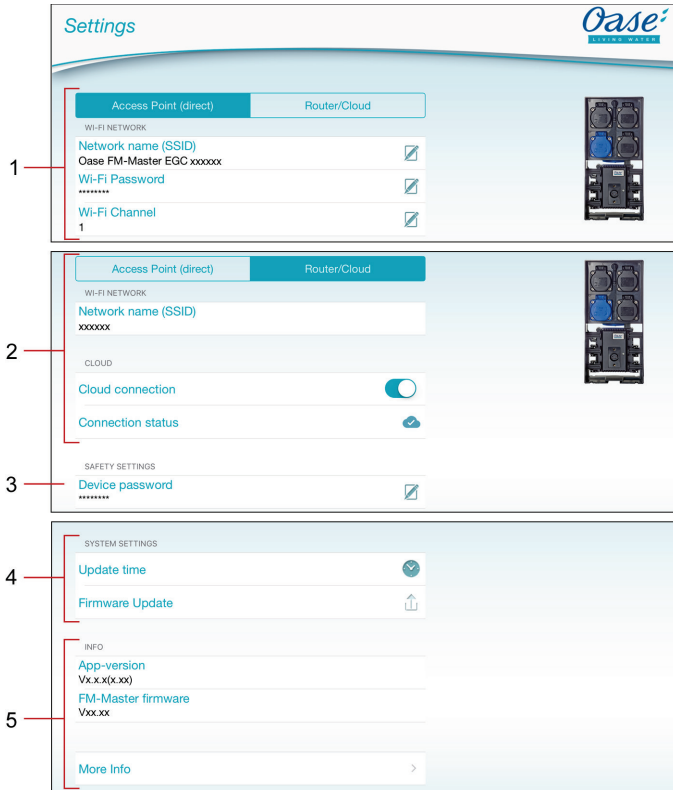 Settings
Oase
LIVING WATER
1
Access Point (direct) Router/Cloud
WI-FI NETWORK
Network name (SSID)
Oase FM-Master EGC xxxxxx
Wi-Fi Password
********
Wi-Fi Channel
1
2
Access Point (direct) Router/Cloud
WI-FI NETWORK
Network name (SSID)
xxxxxx
CLOUD
Cloud connection
Connection status
3
SAFETY SETTINGS
Device password
********
4
SYSTEM SETTINGS
Update time
Firmware Update
5
INFO
App-version
Vx.x.x(x.xx)
FM-Master firmware
Vxx.xx
More Info